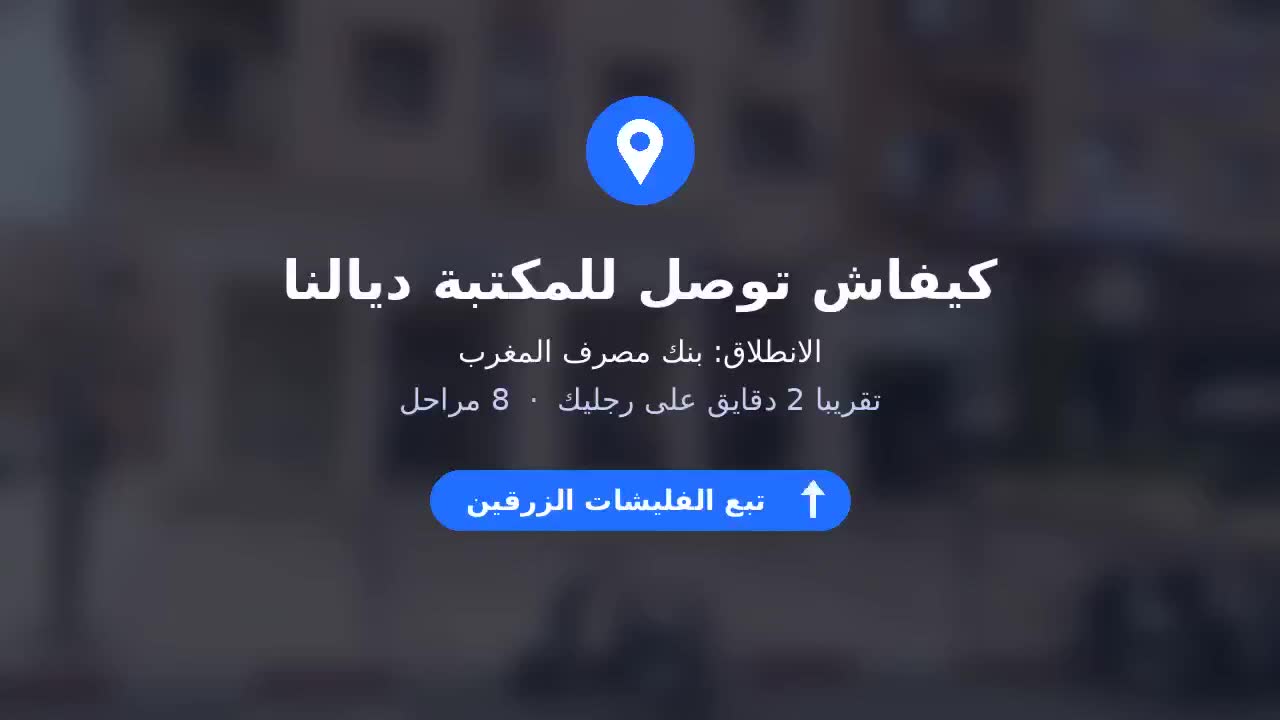 كيفاش توصل للمكتبة ديالنا
الانطلاق: بنك مصرف المغرب
تقريبا 2 دقايق على رجليك · 8 مراحل
تبع الفليشات الزرقين